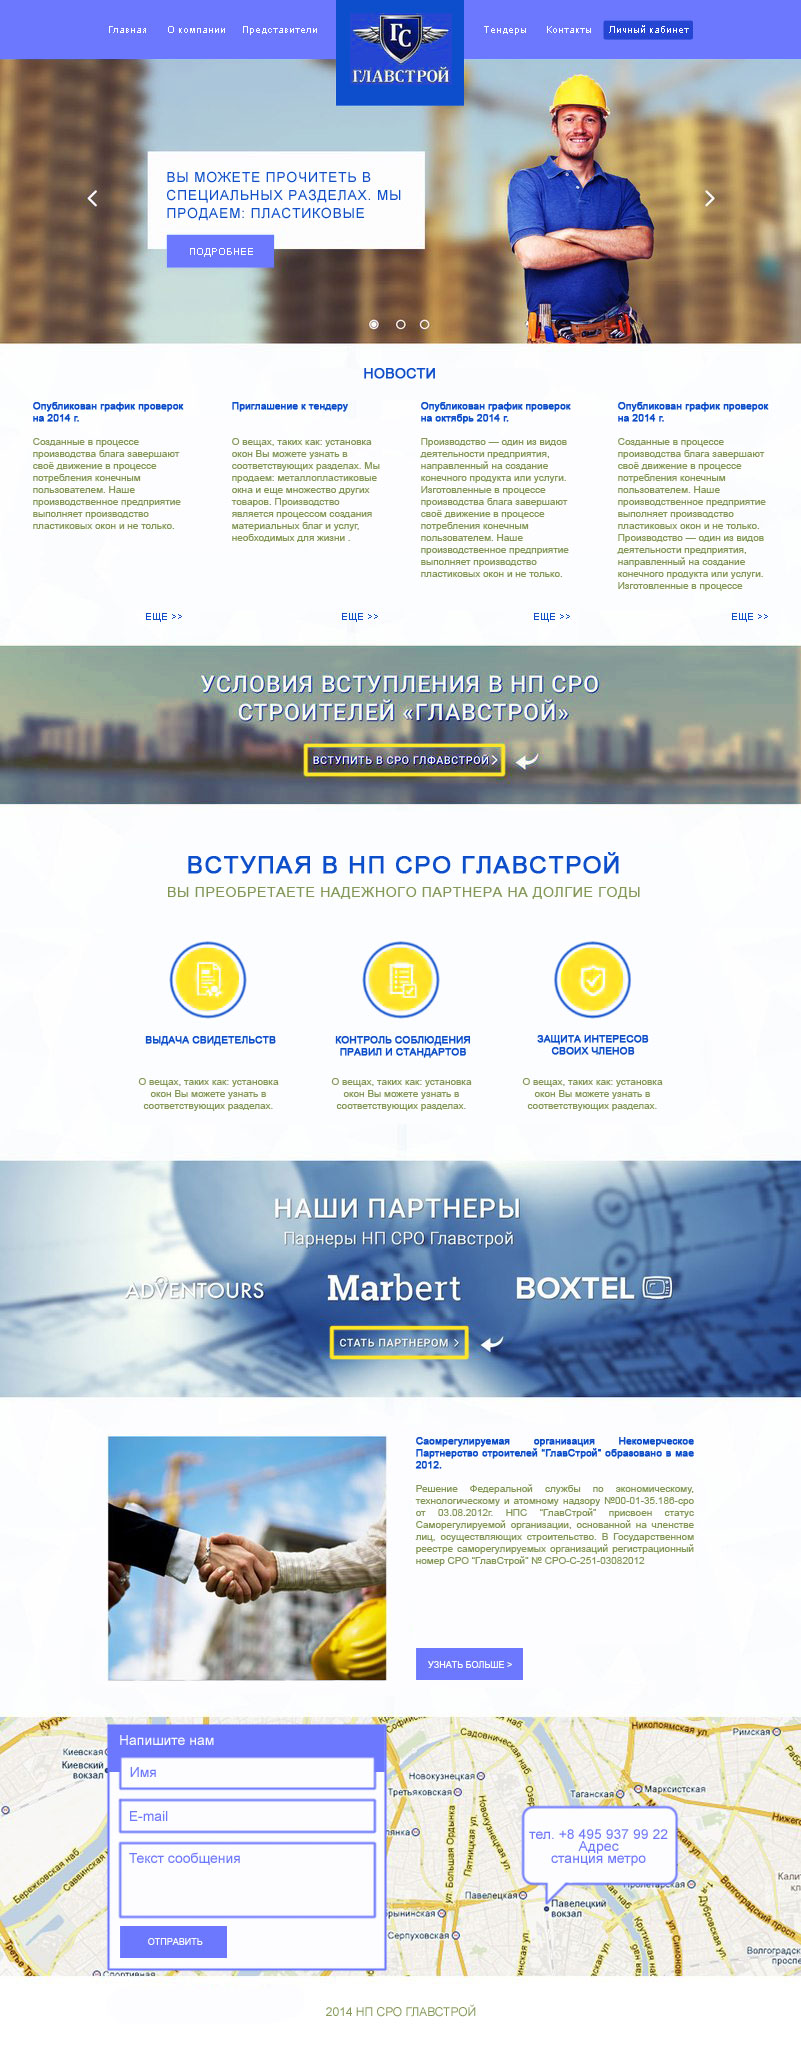 Главная
О компании
Представители
ГС
ГЛАВСТРОЙ
Тендеры
Контакты
Личный кабинет
ВЫ МОЖЕТЕ ПРОЧИТЕТЬ В
СПЕЦИАЛЬНЫХ РАЗДЕЛАХ. МЫ
ПРОДАЕМ: ПЛАСТИКОВЫЕ
ПОДРОБНЕЕ
НОВОСТИ
Опубликован график проверок
на 2014 г.
Созданные в процессе
производства блага завершают
своё движение в процессе
потребления конечным
пользователем. Наше
производственное предприятие
выполняет производство
пластиковых окон и не только.
ЕЩЕ >>
Приглашение к тендеру
О вещах, таких как: установка
окон Вы можете узнать в
соответствующих разделах. Мы
продаем: металлопластиковые
окна и еще множество других
товаров. Производство
является процессом создания
материальных благ и услуг,
необходимых для жизни .
ЕЩЕ >>
Опубликован график проверок
на октябрь 2014 г.
Производство — один из видов
деятельности предприятия,
направленный на создание
конечного продукта или услуги.
Изготовленные в процессе
производства блага завершают
своё движение в процессе
потребления конечным
пользователем. Наше
производственное предприятие
выполняет производство
пластиковых окон и не только.
ЕЩЕ >>
Опубликован график проверок
на 2014 г.
Созданные в процессе
производства блага завершают
своё движение в процессе
потребления конечным
пользователем. Наше
производственное предприятие
выполняет производство
пластиковых окон и не только.
Производство — один из видов
деятельности предприятия,
направленный на создание
конечного продукта или услуги.
Изготовленные в процессе
ЕЩЕ >>
УСЛОВИЯ ВСТУПЛЕНИЯ В НП СРО
СТРОИТЕЛЕЙ «ГЛАВСТРОЙ»
ВСТУПИТЬ В СРО ГЛФАВСТРОЙ >
ВСТУПАЯ В НП СРО ГЛАВСТРОЙ
ВЫ ПРЕОБРЕТАЕТЕ НАДЕЖНОГО ПАРТНЕРА НА ДОЛГИЕ ГОДЫ
ВЫДАЧА СВИДЕТЕЛЬСТВ
О вещах, таких как: установка
окон Вы можете узнать в
соответствующих разделах.
КОНТРОЛЬ СОБЛЮДЕНИЯ
ПРАВИЛ И СТАНДАРТОВ
О вещах, таких как: установка
окон Вы можете узнать в
соответствующих разделах.
ЗАЩИТА ИНТЕРЕСОВ
СВОИХ ЧЛЕНОВ
О вещах, таких как: установка
окон Вы можете узнать в
соответствующих разделах.
НАШИ ПАРТНЕРЫ
Парнеры НП СРО Главстрой
ADVENTOURS
Marbert
BOXTEL
СТАТЬ ПАРТНЕРОМ >
Саомрегулируемая организация Некомерческое
Партнерство строителей "ГлавСтрой" образовано в мае
2012.
Решение Федеральной службы по экономическому,
технологическому и атомному надзору №00-01-35.186-сро
от 03.08.2012г. НПС "ГлавСтрой" присвоен статус
Саморегулируемой организации, основанной на членстве
лиц, осуществляющих строительство. В Государственном
реестре саморегулируемых организаций регистрационный
номер СРО "ГлавСтрой" № СРО-С-251-03082012
УЗНАТЬ БОЛЬШЕ >
Напишите нам
Имя
E-mail
Текст сообщения
ОТПРАВИТЬ
Киевская
Киевский
вокзал
Бережковская наб
Саввинская наб
Третье
Спортивная
Садовническая наб
Новокузнецкая
Третьяковская
ул. Большая Ордынка
Пятницкая ул.
Новокузнецкая ул.
Николоямская ул.
Римская
Таганская
Марксистская
тел. +8 495 937 99 22
Адрес
станция метро
Пролетарская
Павелецкая
Павелецкий
вокзал
Серпуховская
Волгоградский просп.
1-я Дубровская ул.
Волгоградский
2014 НП СРО ГЛАВСТРОЙ